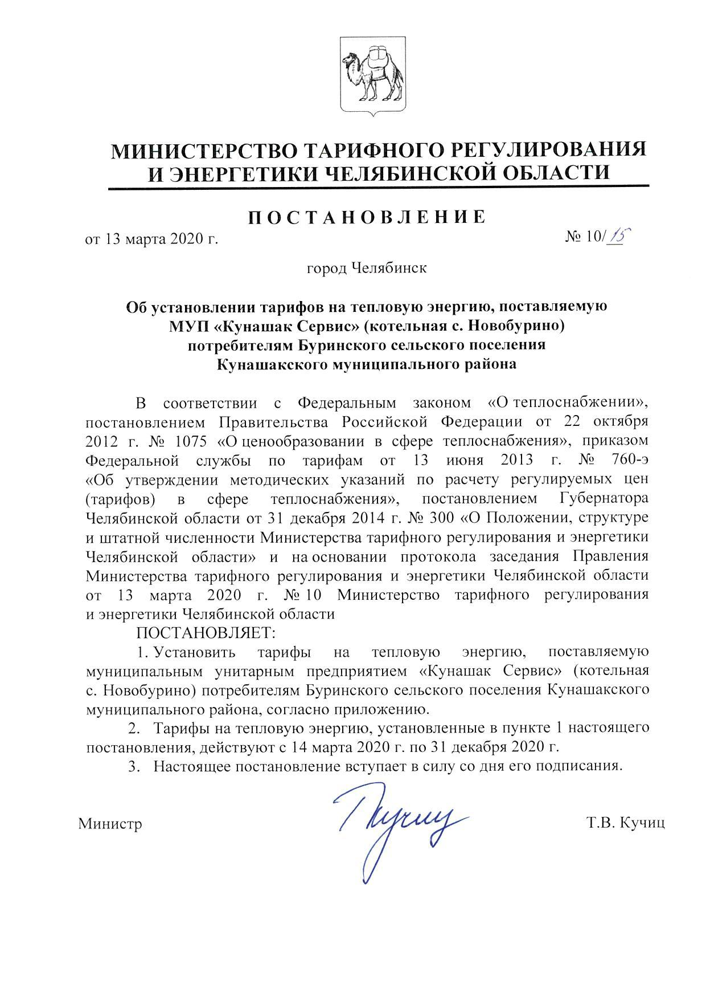 МИНИСТЕРСТВО ТАРИФНОГО РЕГУЛИРОВАНИЯ
И ЭНЕРГЕТИКИ ЧЕЛЯБИНСКОЙ ОБЛАСТИ
П О С Т А Н О В Л Е Н И Е
от 13 марта 2020 г. № 10/15
город Челябинск
Об установлении тарифов на тепловую энергию, поставляемую
МУП «Кунашак Сервис» (котельная с. Новобурино)
потребителям Буринского сельского поселения
Кунашакского муниципального района
В соответствии с Федеральным законом «О теплоснабжении»,
постановлением Правительства Российской Федерации от 22 октября
2012 г. № 1075 «О ценообразовании в сфере теплоснабжения», приказом
Федеральной службы по тарифам от 13 июня 2013 г. № 760-э
«Об утверждении методических указаний по расчету регулируемых цен
(тарифов) в сфере теплоснабжения», постановлением Губернатора
Челябинской области от 31 декабря 2014 г. № 300 «О Положении, структуре
и штатной численности Министерства тарифного регулирования и энергетики
Челябинской области» и на основании протокола заседания Правления
Министерства тарифного регулирования и энергетики Челябинской области
от 13 марта 2020 г. № 10 Министерство тарифного регулирования
и энергетики Челябинской области
ПОСТАНОВЛЯЕТ:
1. Установить тарифы на тепловую энергию, поставляемую
муниципальным унитарным предприятием «Кунашак Сервис» (котельная
с. Новобурино) потребителям Буринского сельского поселения Кунашакского
муниципального района, согласно приложению.
2. Тарифы на тепловую энергию, установленные в пункте 1 настоящего
постановления, действуют с 14 марта 2020 г. по 31 декабря 2020 г.
3. Настоящее постановление вступает в силу со дня его подписания.
Министр Т.В. Кучиц